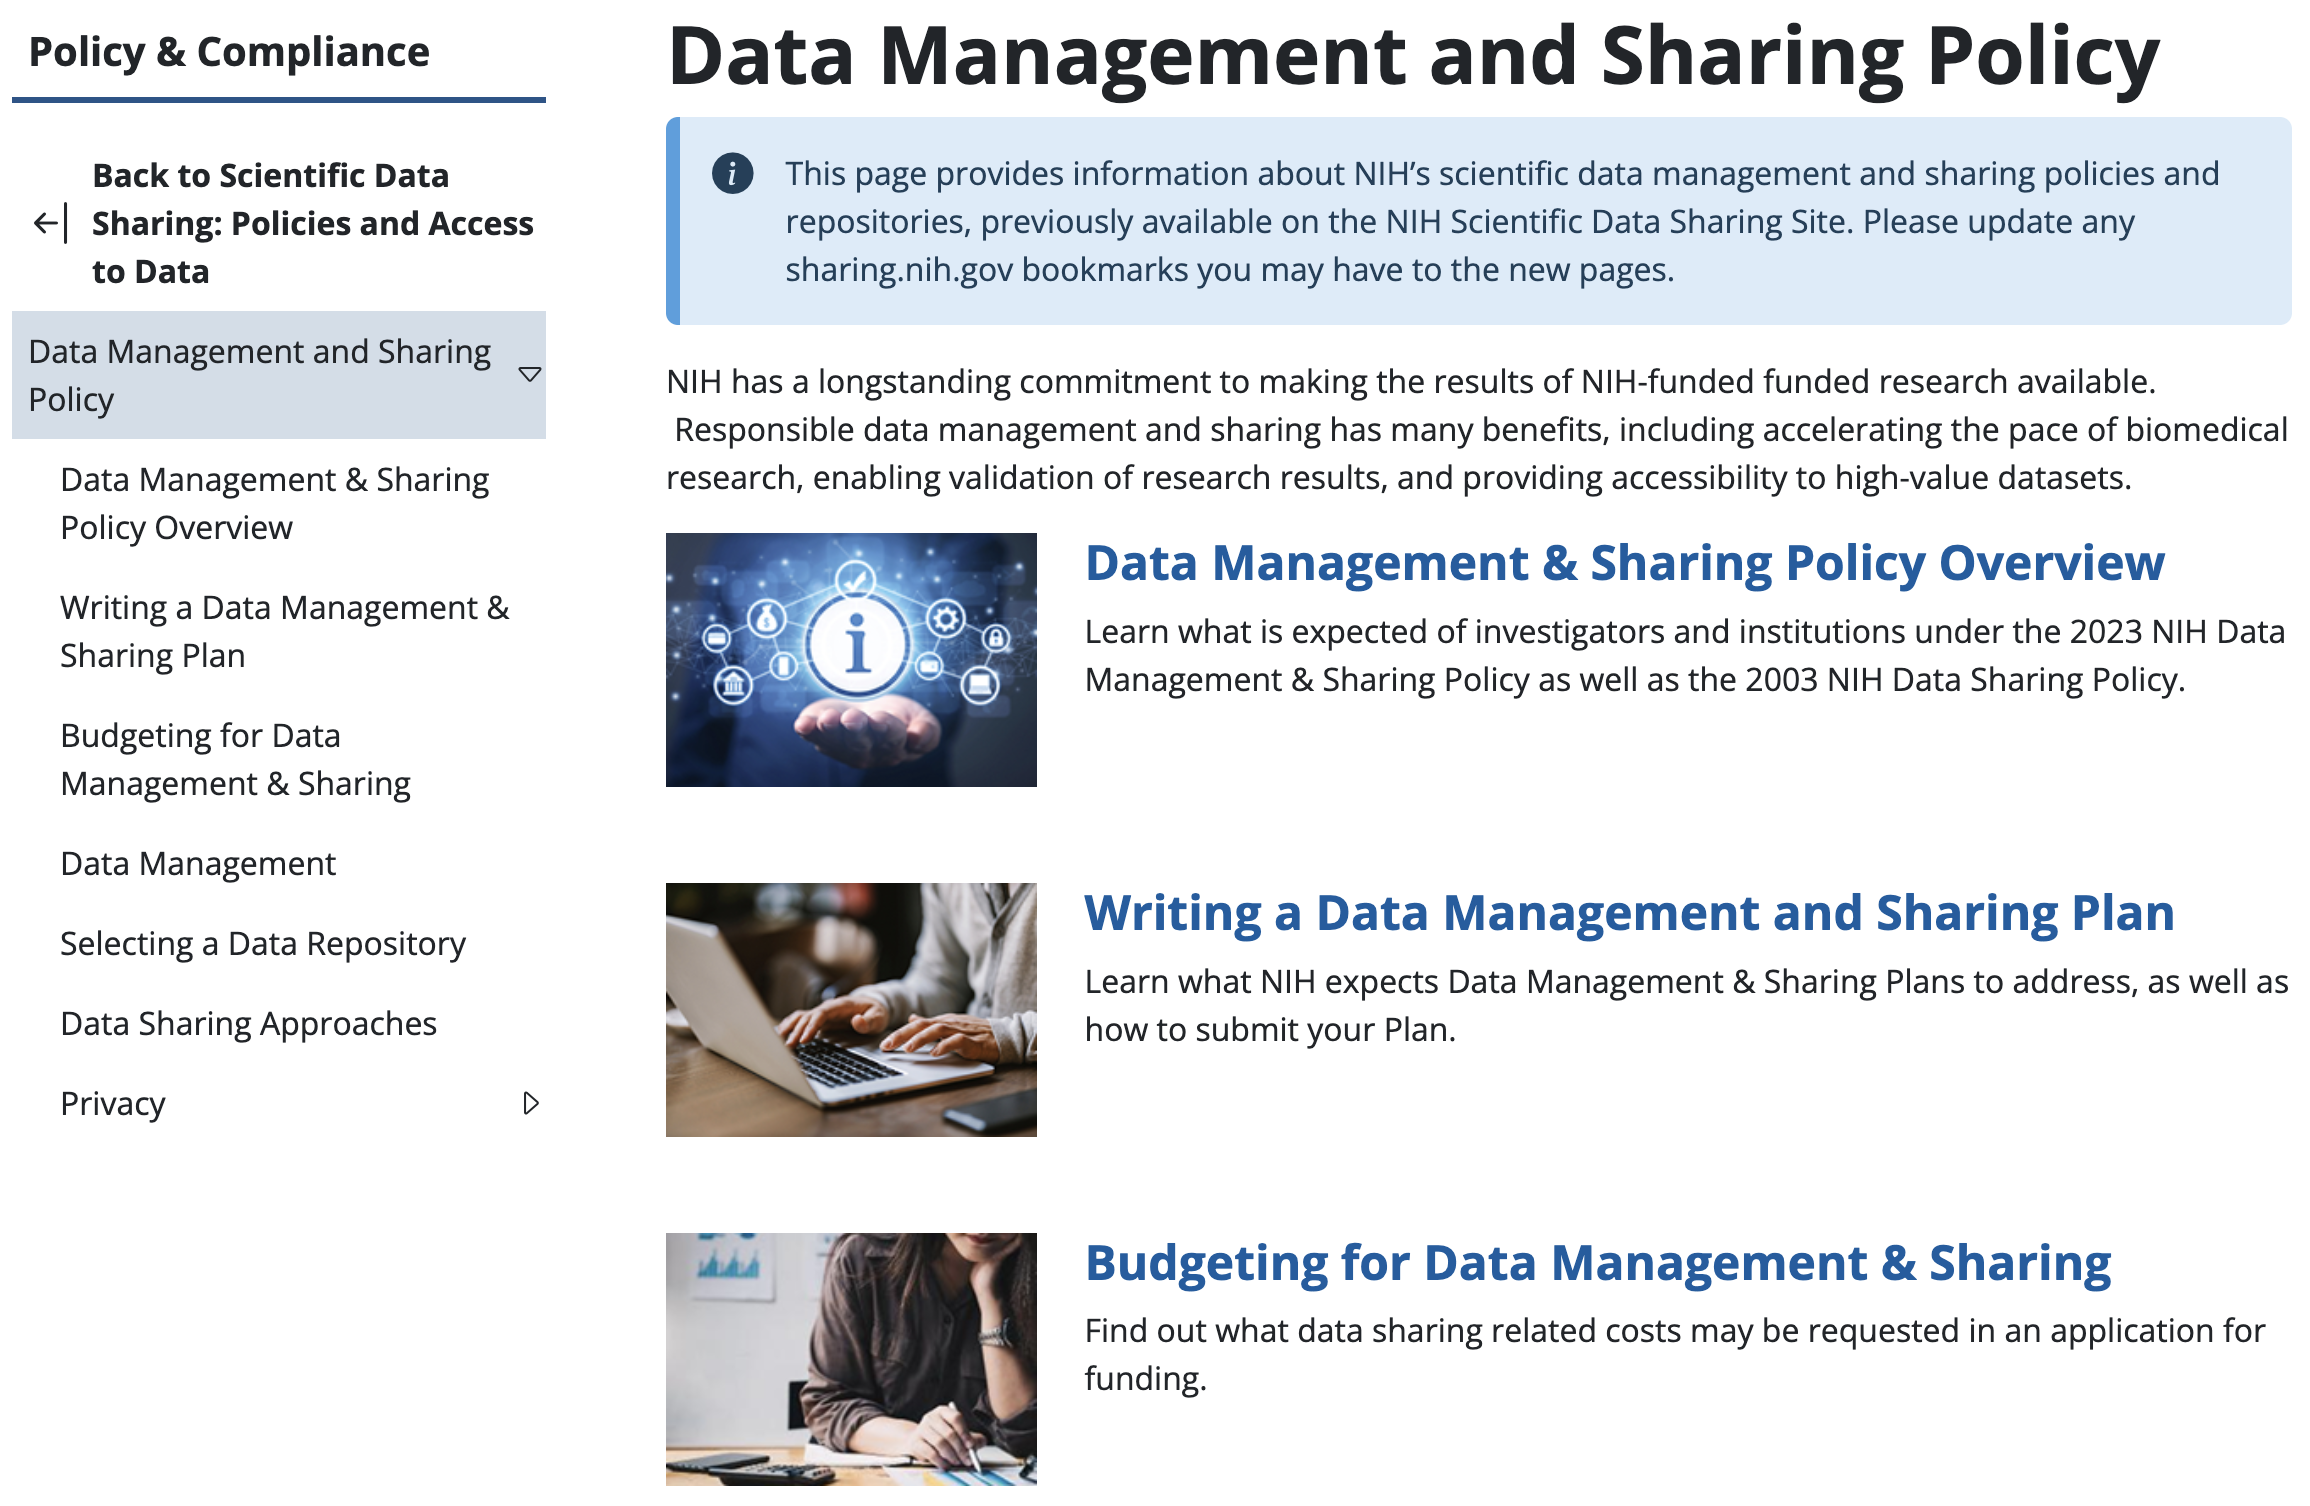 Policy & Compliance
Back to Scientific Data
Sharing: Policies and Access
to Data
Data Management and Sharing
Policy
Data Management & Sharing
Policy Overview
Writing a Data Management &
Sharing Plan
Budgeting for Data
Management & Sharing
Data Management
Selecting a Data Repository
Data Sharing Approaches
Privacy
Data Management and Sharing Policy
i
This page provides information about NIH’s scientific data management and sharing policies and
repositories, previously available on the NIH Scientific Data Sharing Site. Please update any
sharing.nih.gov bookmarks you may have to the new pages.
NIH has a longstanding commitment to making the results of NIH-funded funded research available.
Responsible data management and sharing has many benefits, including accelerating the pace of biomedical
research, enabling validation of research results, and providing accessibility to high-value datasets.
i
$
Data Management & Sharing Policy Overview
Learn what is expected of investigators and institutions under the 2023 NIH Data
Management & Sharing Policy as well as the 2003 NIH Data Sharing Policy.
Writing a Data Management and Sharing Plan
Learn what NIH expects Data Management & Sharing Plans to address, as well as
how to submit your Plan.
Budgeting for Data Management & Sharing
Find out what data sharing related costs may be requested in an application for
funding.